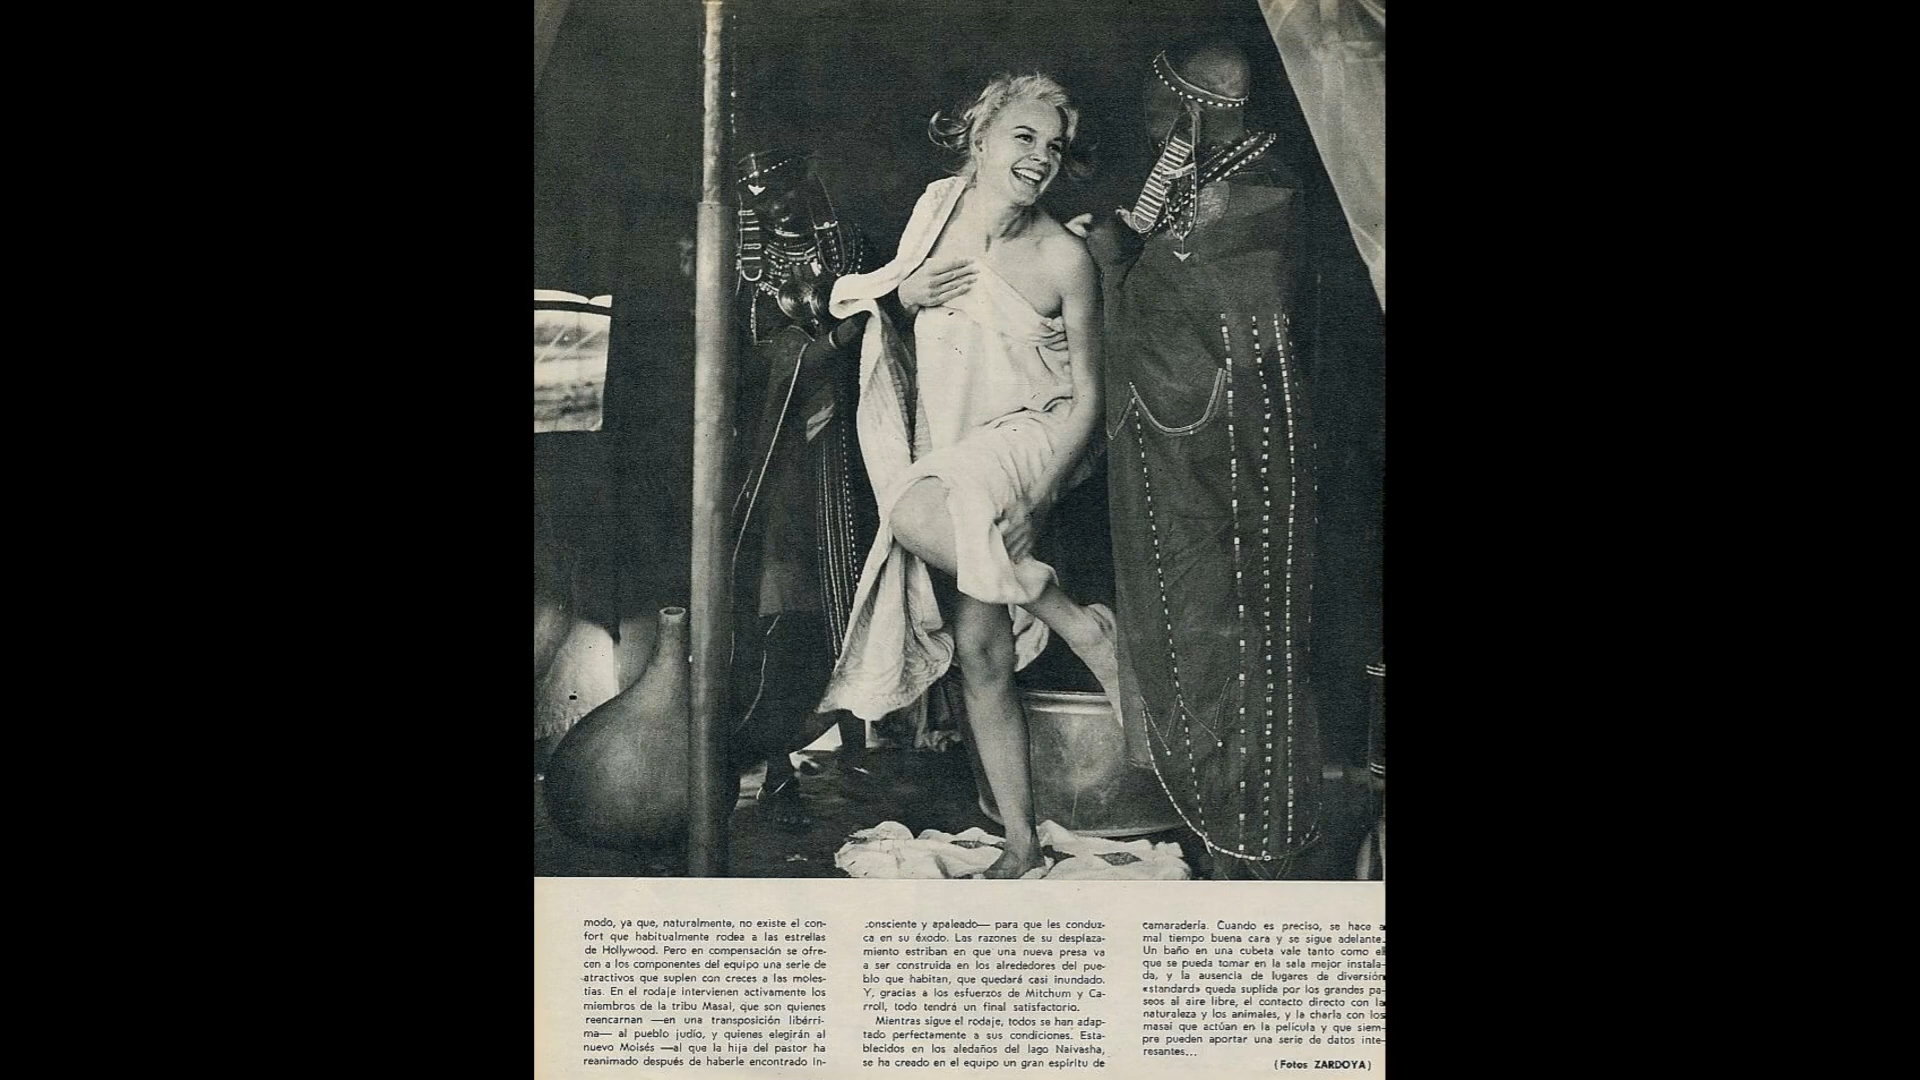 modo, ya que, naturalmente, no existe el con-
fort que habitualmente rodea a las estrellas
de Hollywood. Pero en compensación se ofre-
cen a los componentes del equipo una serie de
atractivos que suplen con creces a las moles-
tias. En el rodaje intervienen activamente los
miembros de la tribu Masai, que son quienes
reencarnan —en una transposición libérri-
ma— al pueblo judío, y quienes elegirán al
nuevo Moisés —al que la hija del pastor ha
reanimado después de haberle encontrado in-
consciente y apaleado— para que les conduz-
ca en su éxodo. Las razones de su desplaza-
miento estriban en que una nueva presa va
a ser construida en los alrededores del pue-
blo que habitan, que quedará casi inundado.
Y, gracias a los esfuerzos de Mitchum y Ca-
rroll, todo tendrá un final satisfactorio.
Mientras sigue el rodaje, todos se han adap-
tado perfectamente a sus condiciones. Esta-
blecidos en los aledaños del lago Naivasha,
se ha creado en el equipo un gran espíritu de
camaradería. Cuando es preciso, se hace a
mal tiempo buena cara y se sigue adelante.
Un baño en una cubeta vale tanto como el
que se pueda tomar en la sala mejor instala-
da, y la ausencia de lugares de diversión
«standard» queda suplida por los grandes pa-
seos al aire libre, el contacto directo con la
naturaleza y los animales, y la charla con los
masai que actúan en la película y que siem-
pre pueden aportar una serie de datos inte-
resantes...
(Fotos ZARDOYA)